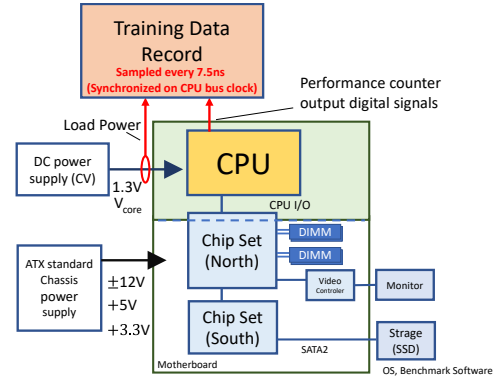 Training Data
Record
Sampled every 7.5ns
(Synchronized on CPU bus clock)
Performance counter
output digital signals
Load Power
DC power
supply (CV)
1.3V
Vcore
CPU
CPU I/O
Chip Set
(North)
DIMM
DIMM
ATX standard
Chassis
power
supply
±12V
+5V
+3.3V
Video
Controler
Monitor
Chip Set
(South)
SATA2
Strage
(SSD)
Motherboard
OS, Benchmark Software